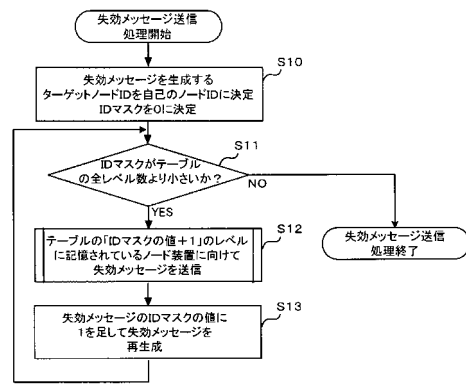 失効メッセージ送信
処理開始
S10
失効メッセージを生成する
ターゲットノードIDを自己のノードIDに決定
IDマスクを0に決定
S11
IDマスクがテーブル
の全レベル数より小さいか？
NO
YES
S12
テーブルの「IDマスクの値+1」のレベル
に記憶されているノード装置に向けて
失効メッセージを送信
失効メッセージ送信
処理終了
S13
失効メッセージのIDマスクの値に
1を足して失効メッセージを
再生成